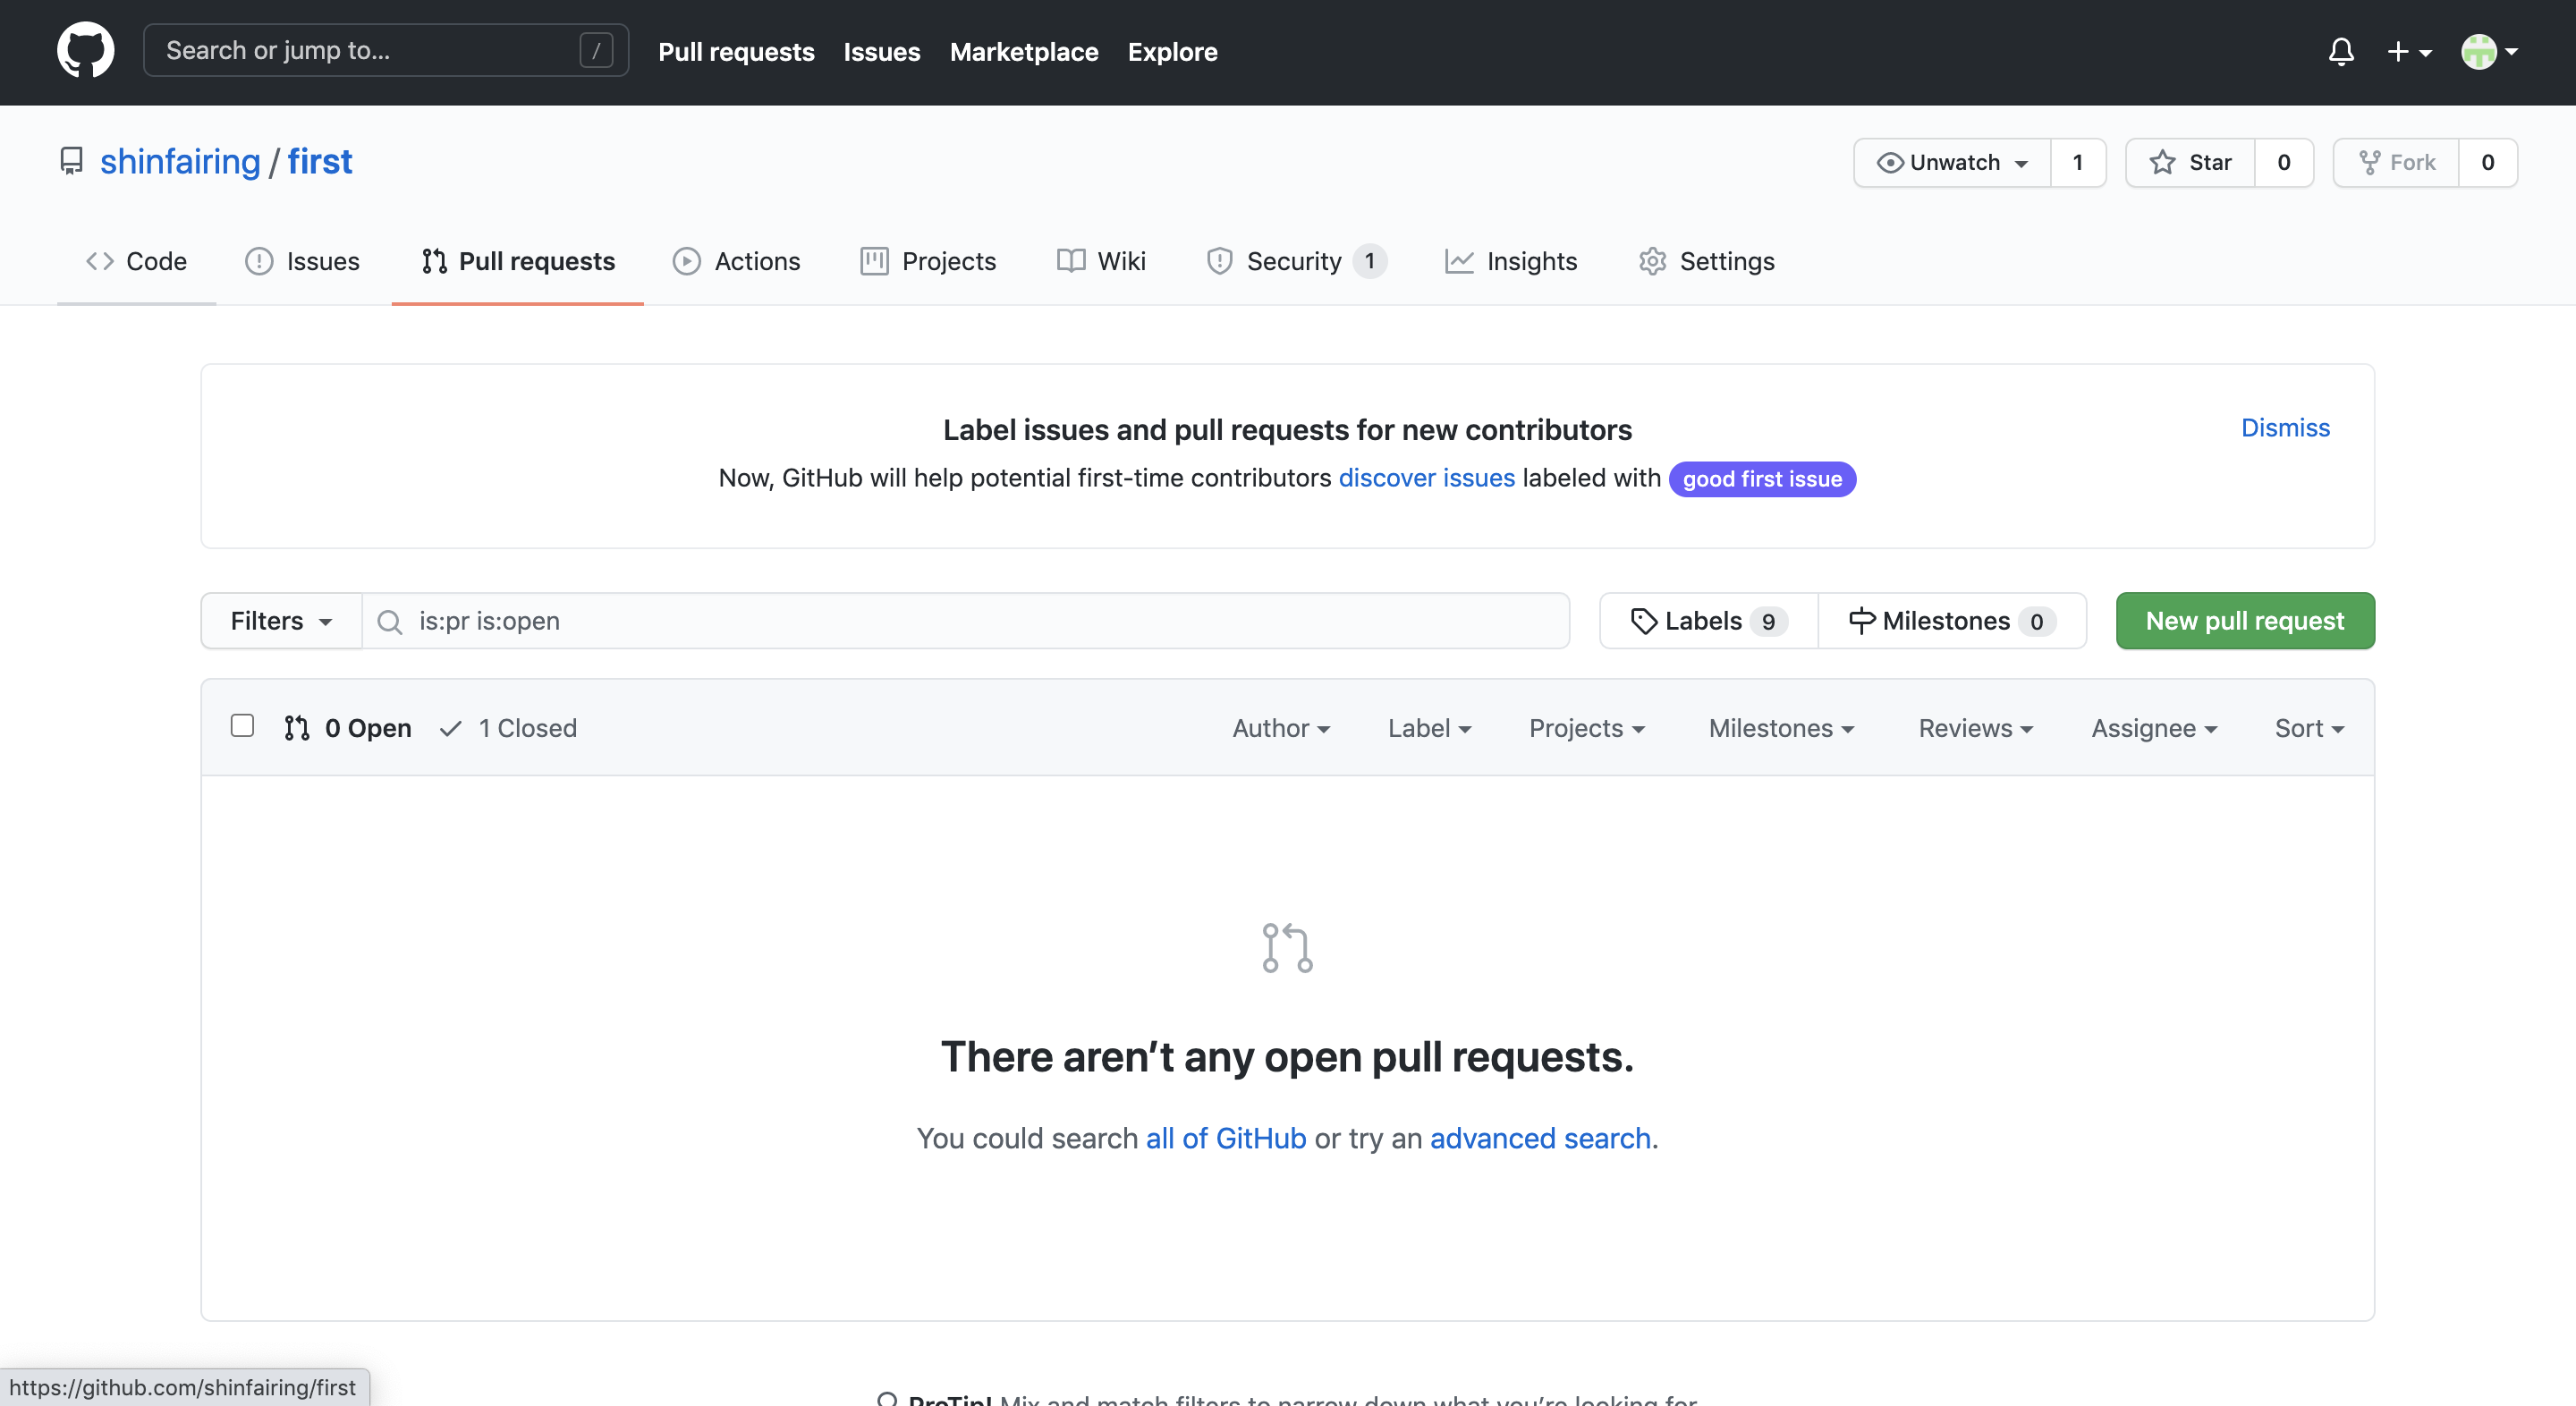 Search or jump to... / Pull requests Issues Marketplace Explore
shinfairing / first Unwatch 1 Star 0 Fork 0
Code Issues Pull requests Actions Projects Wiki Security 1 Insights Settings
Label issues and pull requests for new contributors Dismiss
Now, GitHub will help potential first-time contributors discover issues labeled with good first issue
Filters is:pr is:open Labels 9 Milestones 0 New pull request
0 Open 1 Closed Author Label Projects Milestones Reviews Assignee Sort
There aren’t any open pull requests.
You could search all of GitHub or try an advanced search.
https://github.com/shinfairing/first
ProTip! Mix and match filters to narrow down what you’re looking for